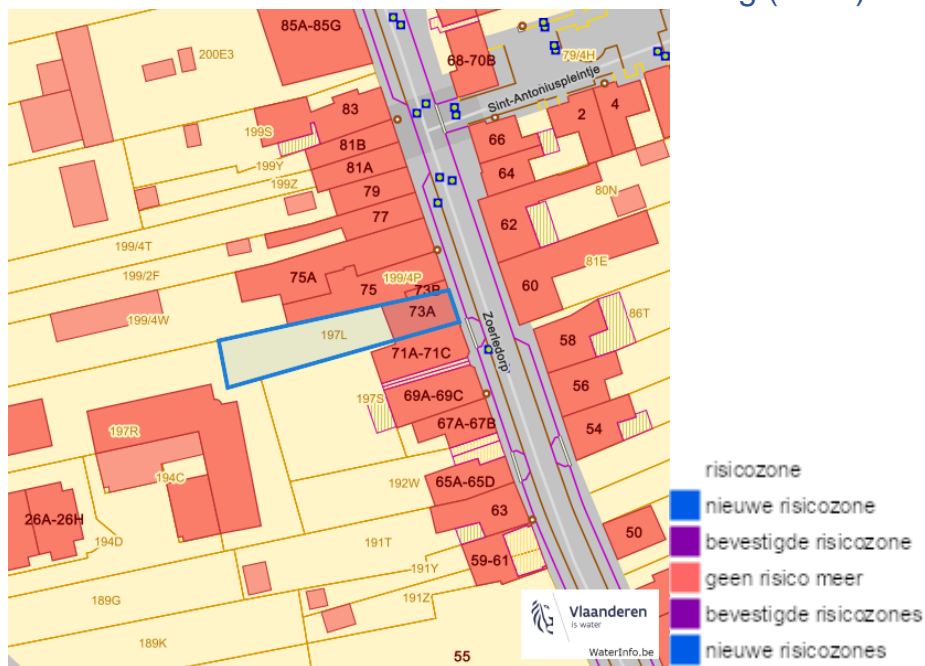 85A-85G
200E3
68-70B
79/4H
Sint-Antoniuspleintje
83
2
4
199S
81B
66
199Y
81A
64
199Z
79
80N
77
62
199/4T
81E
199/2F
75A
199/4P
75
73B
60
199/4W
73A
86T
197L
Zoerledorp
58
71A-71C
56
197S
69A-69C
67A-67B
54
197R
194C
192W
65A-65D
risicozone
nieuwe risicozone
26A-26H
194D
63
50
191T
bevestigde risicozone
59-61
191Y
geen risico meer
189G
191Z
Vlaanderen
is water
bevestigde risicozones
189K
55
WaterInfo.be
nieuwe risicozones